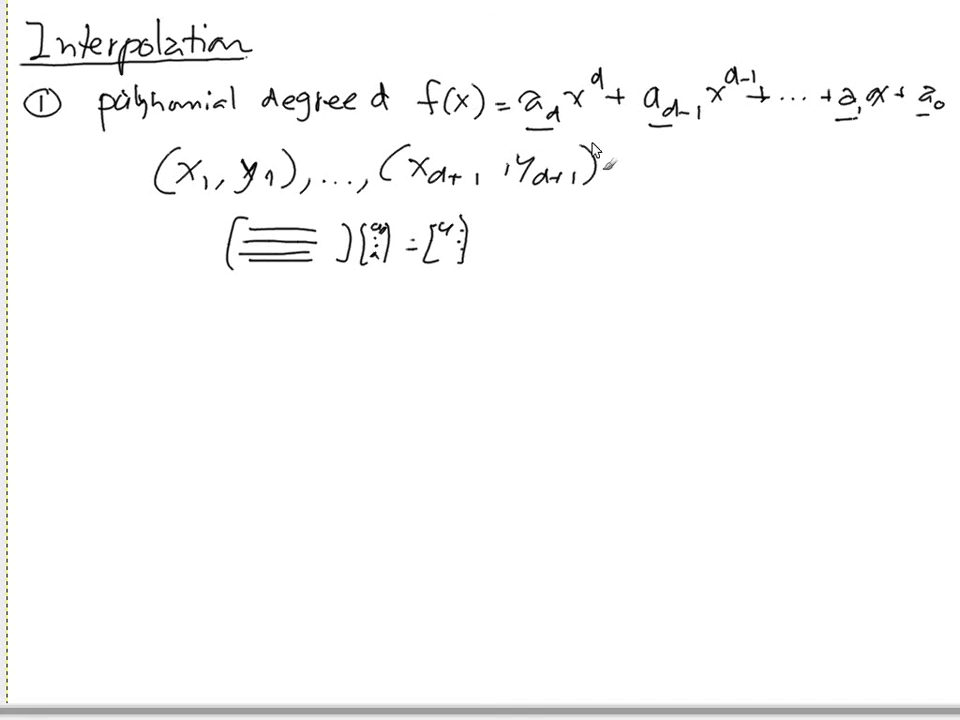 Interpolation
① polynomial degree d f(x) = a_d x^d + a_{d-1} x^{d-1} + ... + a_1 x + a_0
(x_1, y_1), ..., (x_{d+1}, y_{d+1})